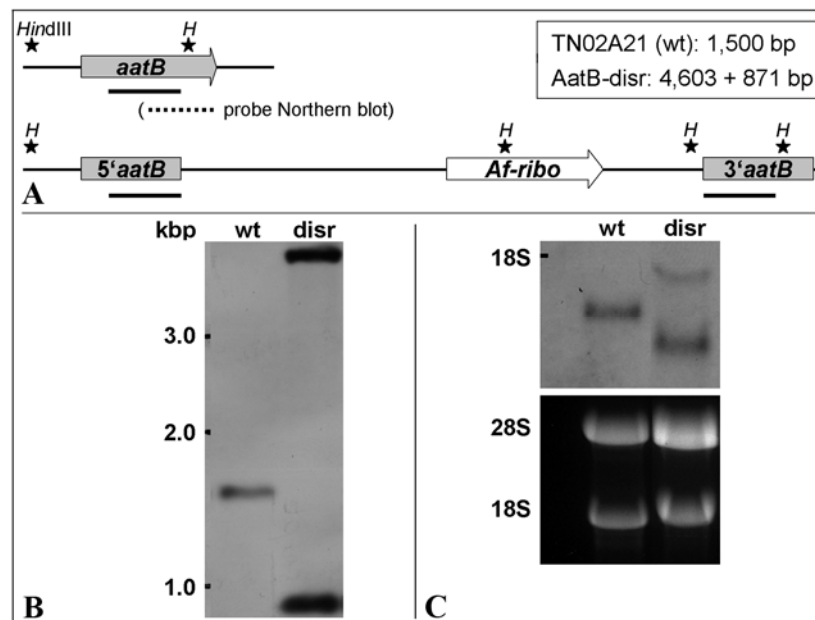 HindIII H
aatB
( probe Northern blot)
TN02A21 (wt): 1,500 bp
AatB-disr: 4,603 + 871 bp
H H H H
5‘aatB Af-ribo 3‘aatB
A
kbp wt disr
3.0
2.0
1.0
B
wt disr
18S
28S
18S
C